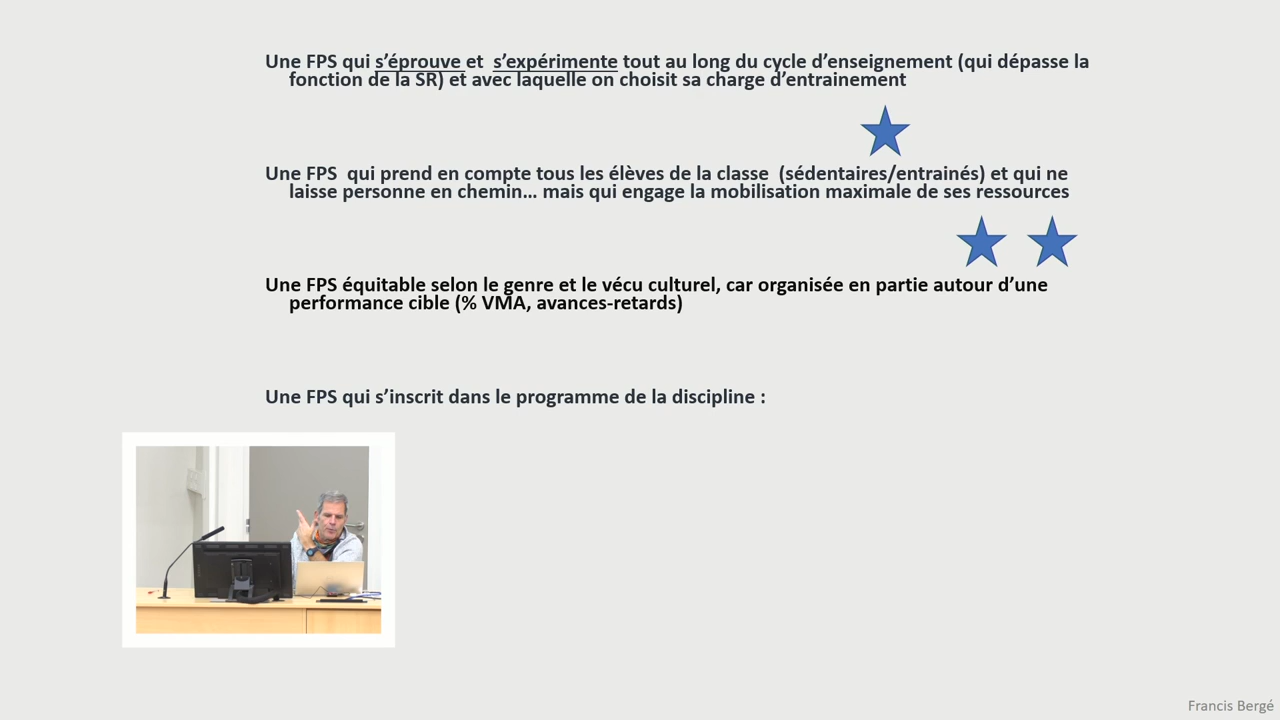 Une FPS qui s’éprouve et s’expérimente tout au long du cycle d’enseignement (qui dépasse la
fonction de la SR) et avec laquelle on choisit sa charge d’entrainement
Une FPS qui prend en compte tous les élèves de la classe (sédentaires/entrainés) et qui ne
laisse personne en chemin… mais qui engage la mobilisation maximale de ses ressources
Une FPS équitable selon le genre et le vécu culturel, car organisée en partie autour d’une
performance cible (% VMA, avances-retards)
Une FPS qui s’inscrit dans le programme de la discipline :
Francis Bergé